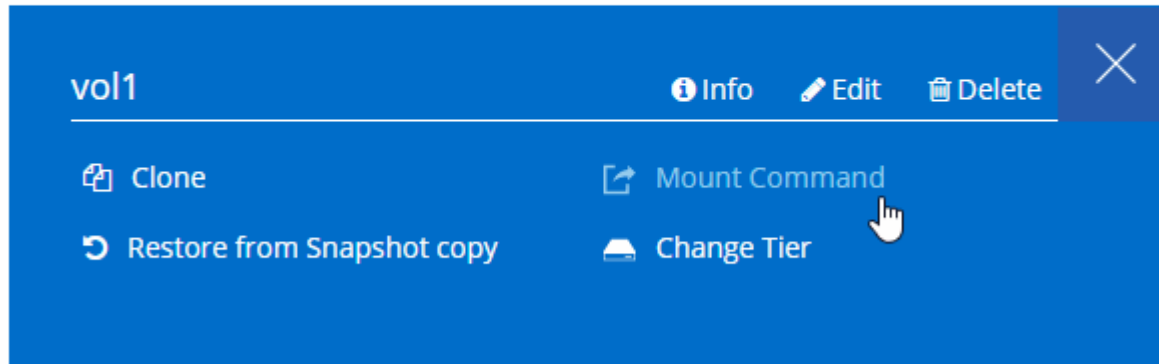 vol1 Info Edit Delete
Clone Mount Command
Restore from Snapshot copy Change Tier